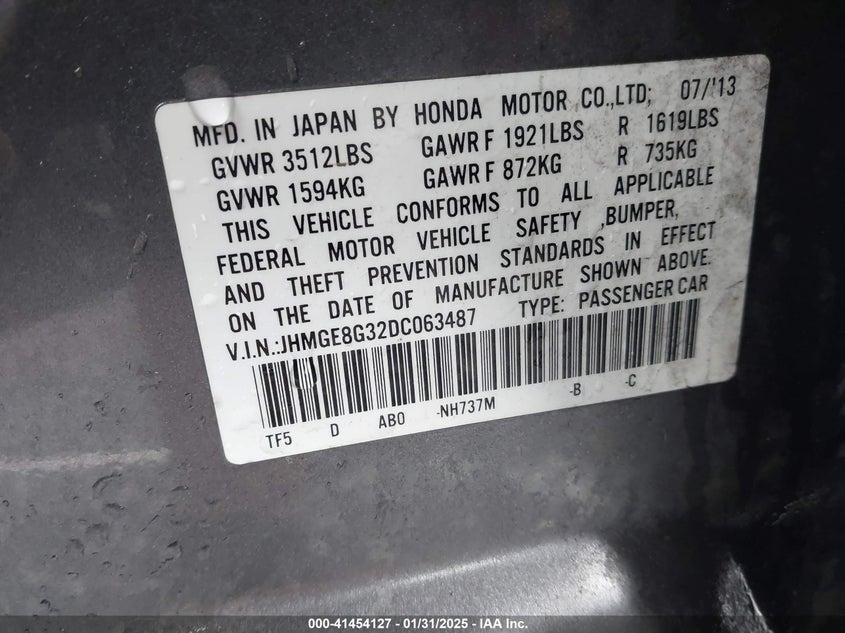 MFD. IN JAPAN BY HONDA MOTOR CO.,LTD; 07/'13
GVWR 3512LBS GAWR F 1921LBS R 1619LBS
GVWR 1594KG GAWR F 872KG R 735KG
THIS VEHICLE CONFORMS TO ALL APPLICABLE
FEDERAL MOTOR VEHICLE SAFETY ,BUMPER,
AND THEFT PREVENTION STANDARDS IN EFFECT
ON THE DATE OF MANUFACTURE SHOWN ABOVE.
V.I.N.:JHMGE8G32DC063487 TYPE: PASSENGER CAR
TF5 D AB0 -NH737M -B -C
000-41454127 - 01/31/2025 - IAA Inc.